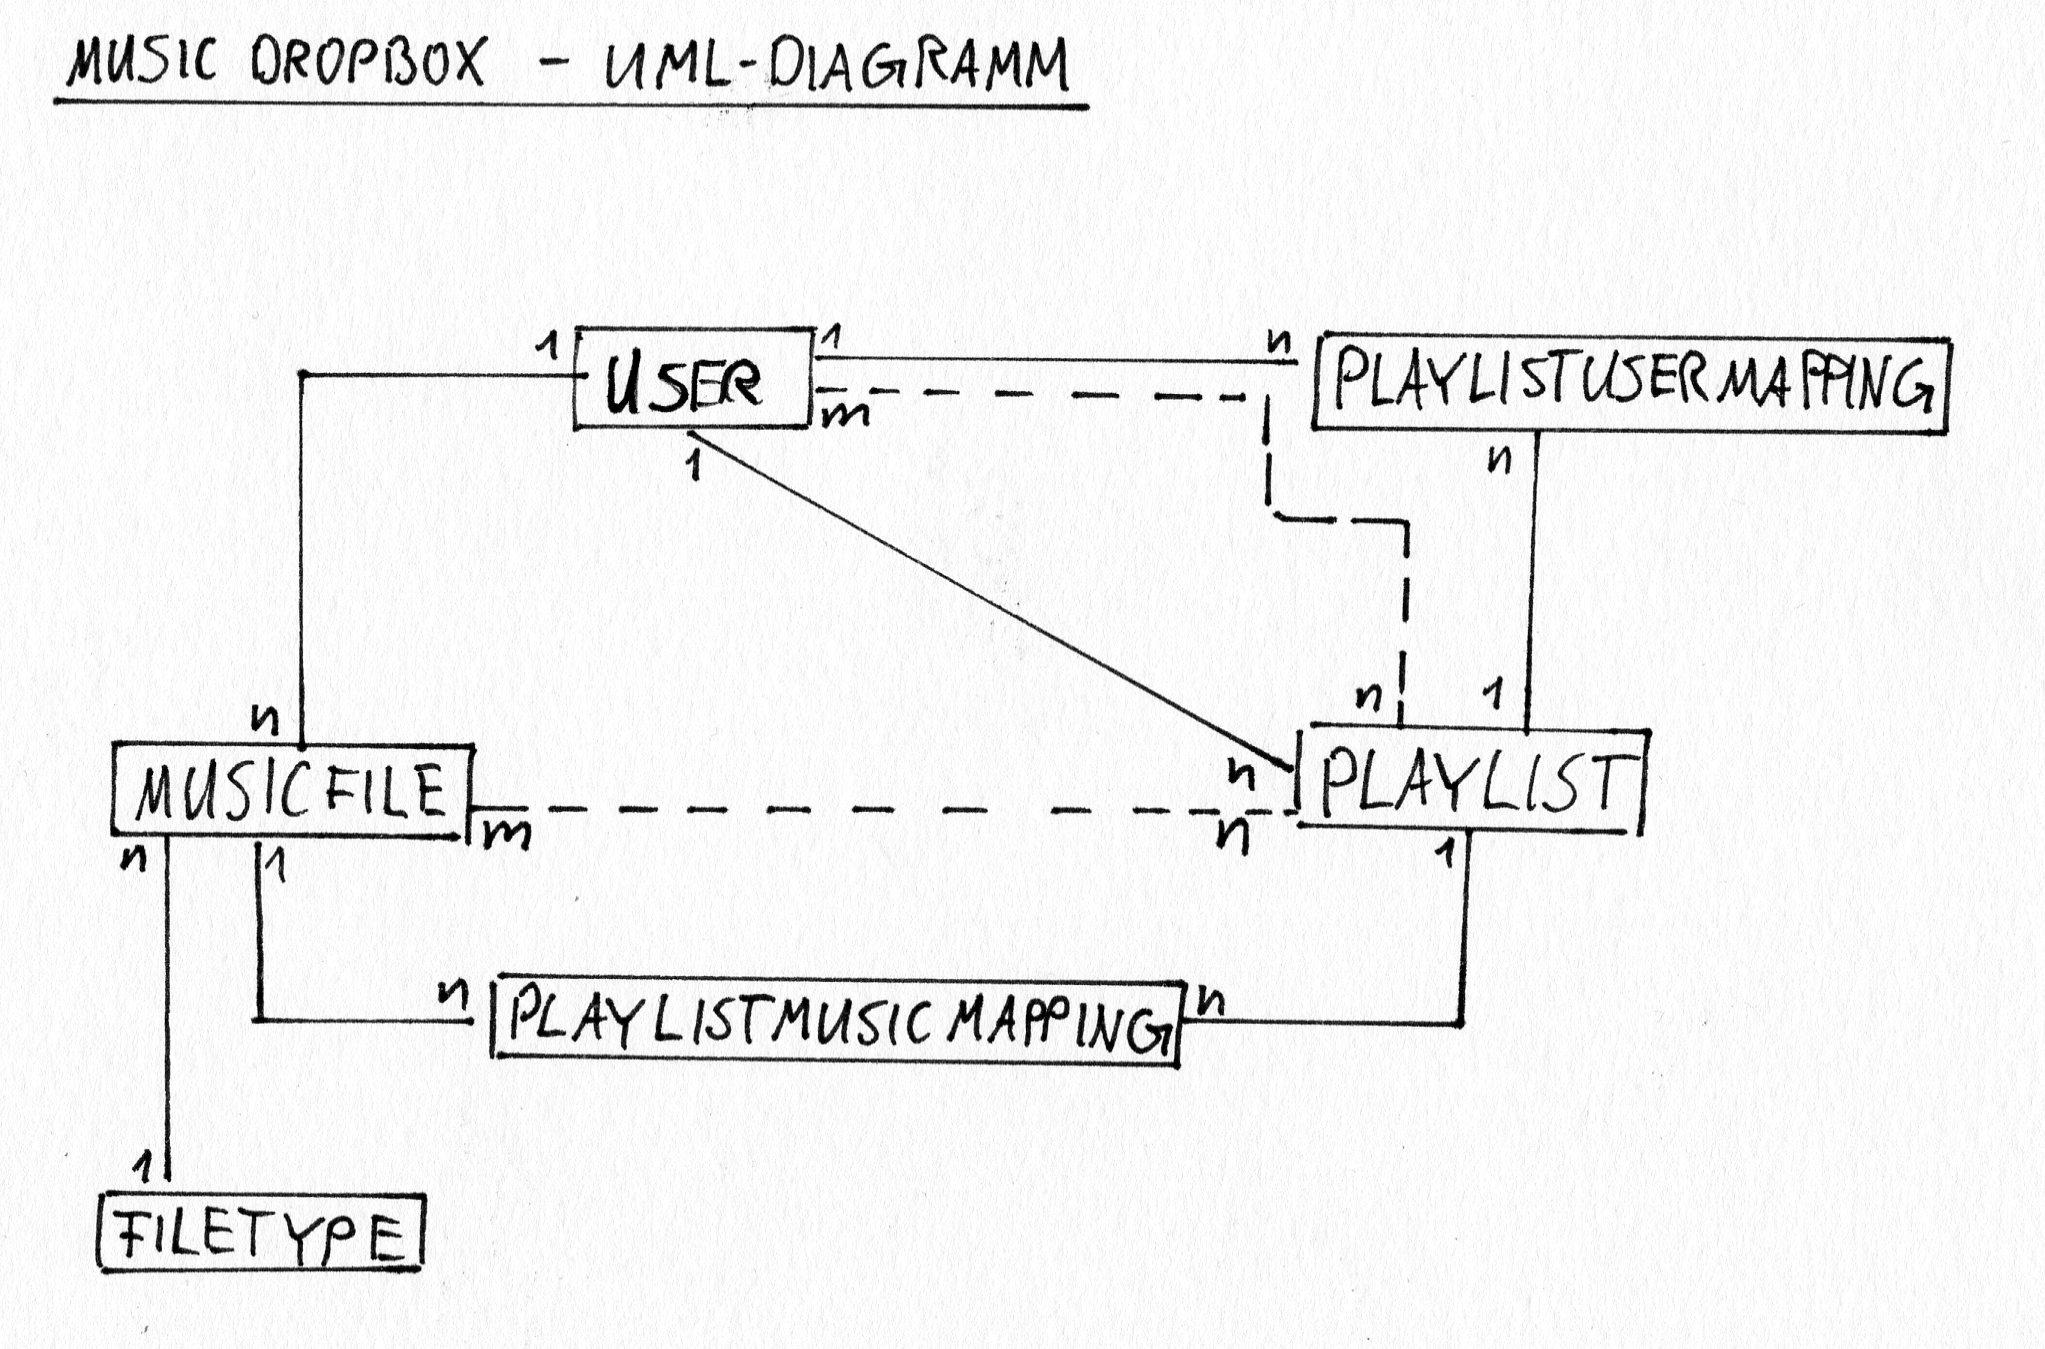 MUSIC DROPBOX - UML-DIAGRAMM
1 USER 1 n PLAYLISTUSERMAPPING
m
1 n
n n 1
MUSICFILE n PLAYLIST
m n
n 1 1
n PLAYLISTMUSICMAPPING n
1
FILETYPE